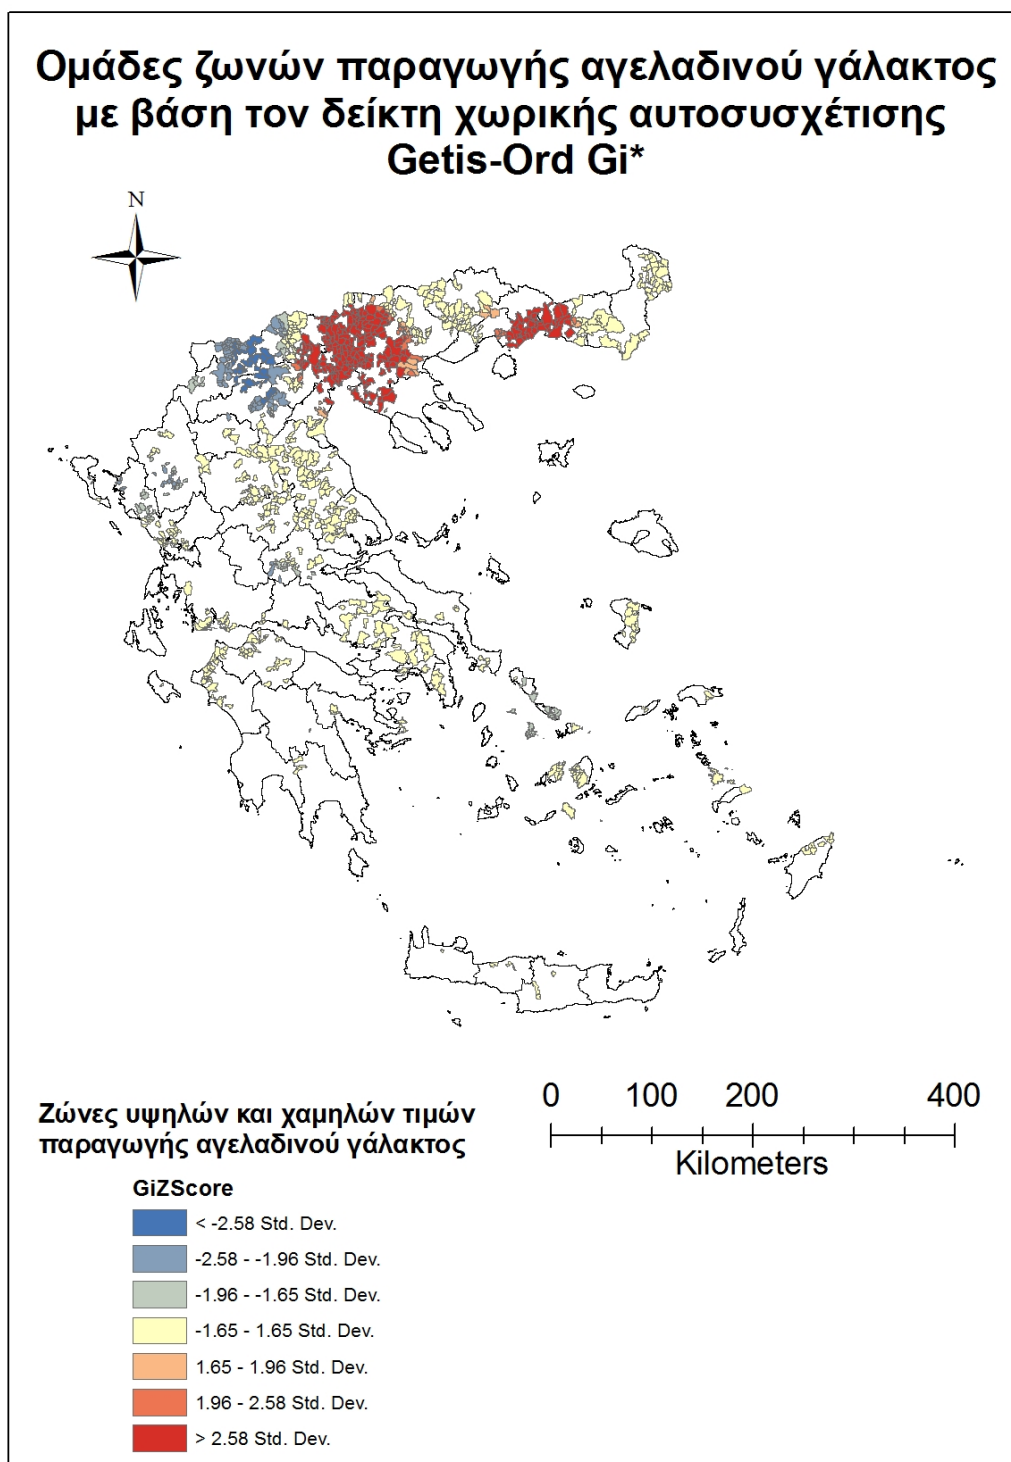 Ομάδες ζωνών παραγωγής αγελαδινού γάλακτος
με βάση τον δείκτη χωρικής αυτοσυσχέτισης
Getis-Ord Gi*
N
0 100 200 400
Kilometers
Ζώνες υψηλών και χαμηλών τιμών
παραγωγής αγελαδινού γάλακτος
GiZScore
< -2.58 Std. Dev.
-2.58 - -1.96 Std. Dev.
-1.96 - -1.65 Std. Dev.
-1.65 - 1.65 Std. Dev.
1.65 - 1.96 Std. Dev.
1.96 - 2.58 Std. Dev.
> 2.58 Std. Dev.